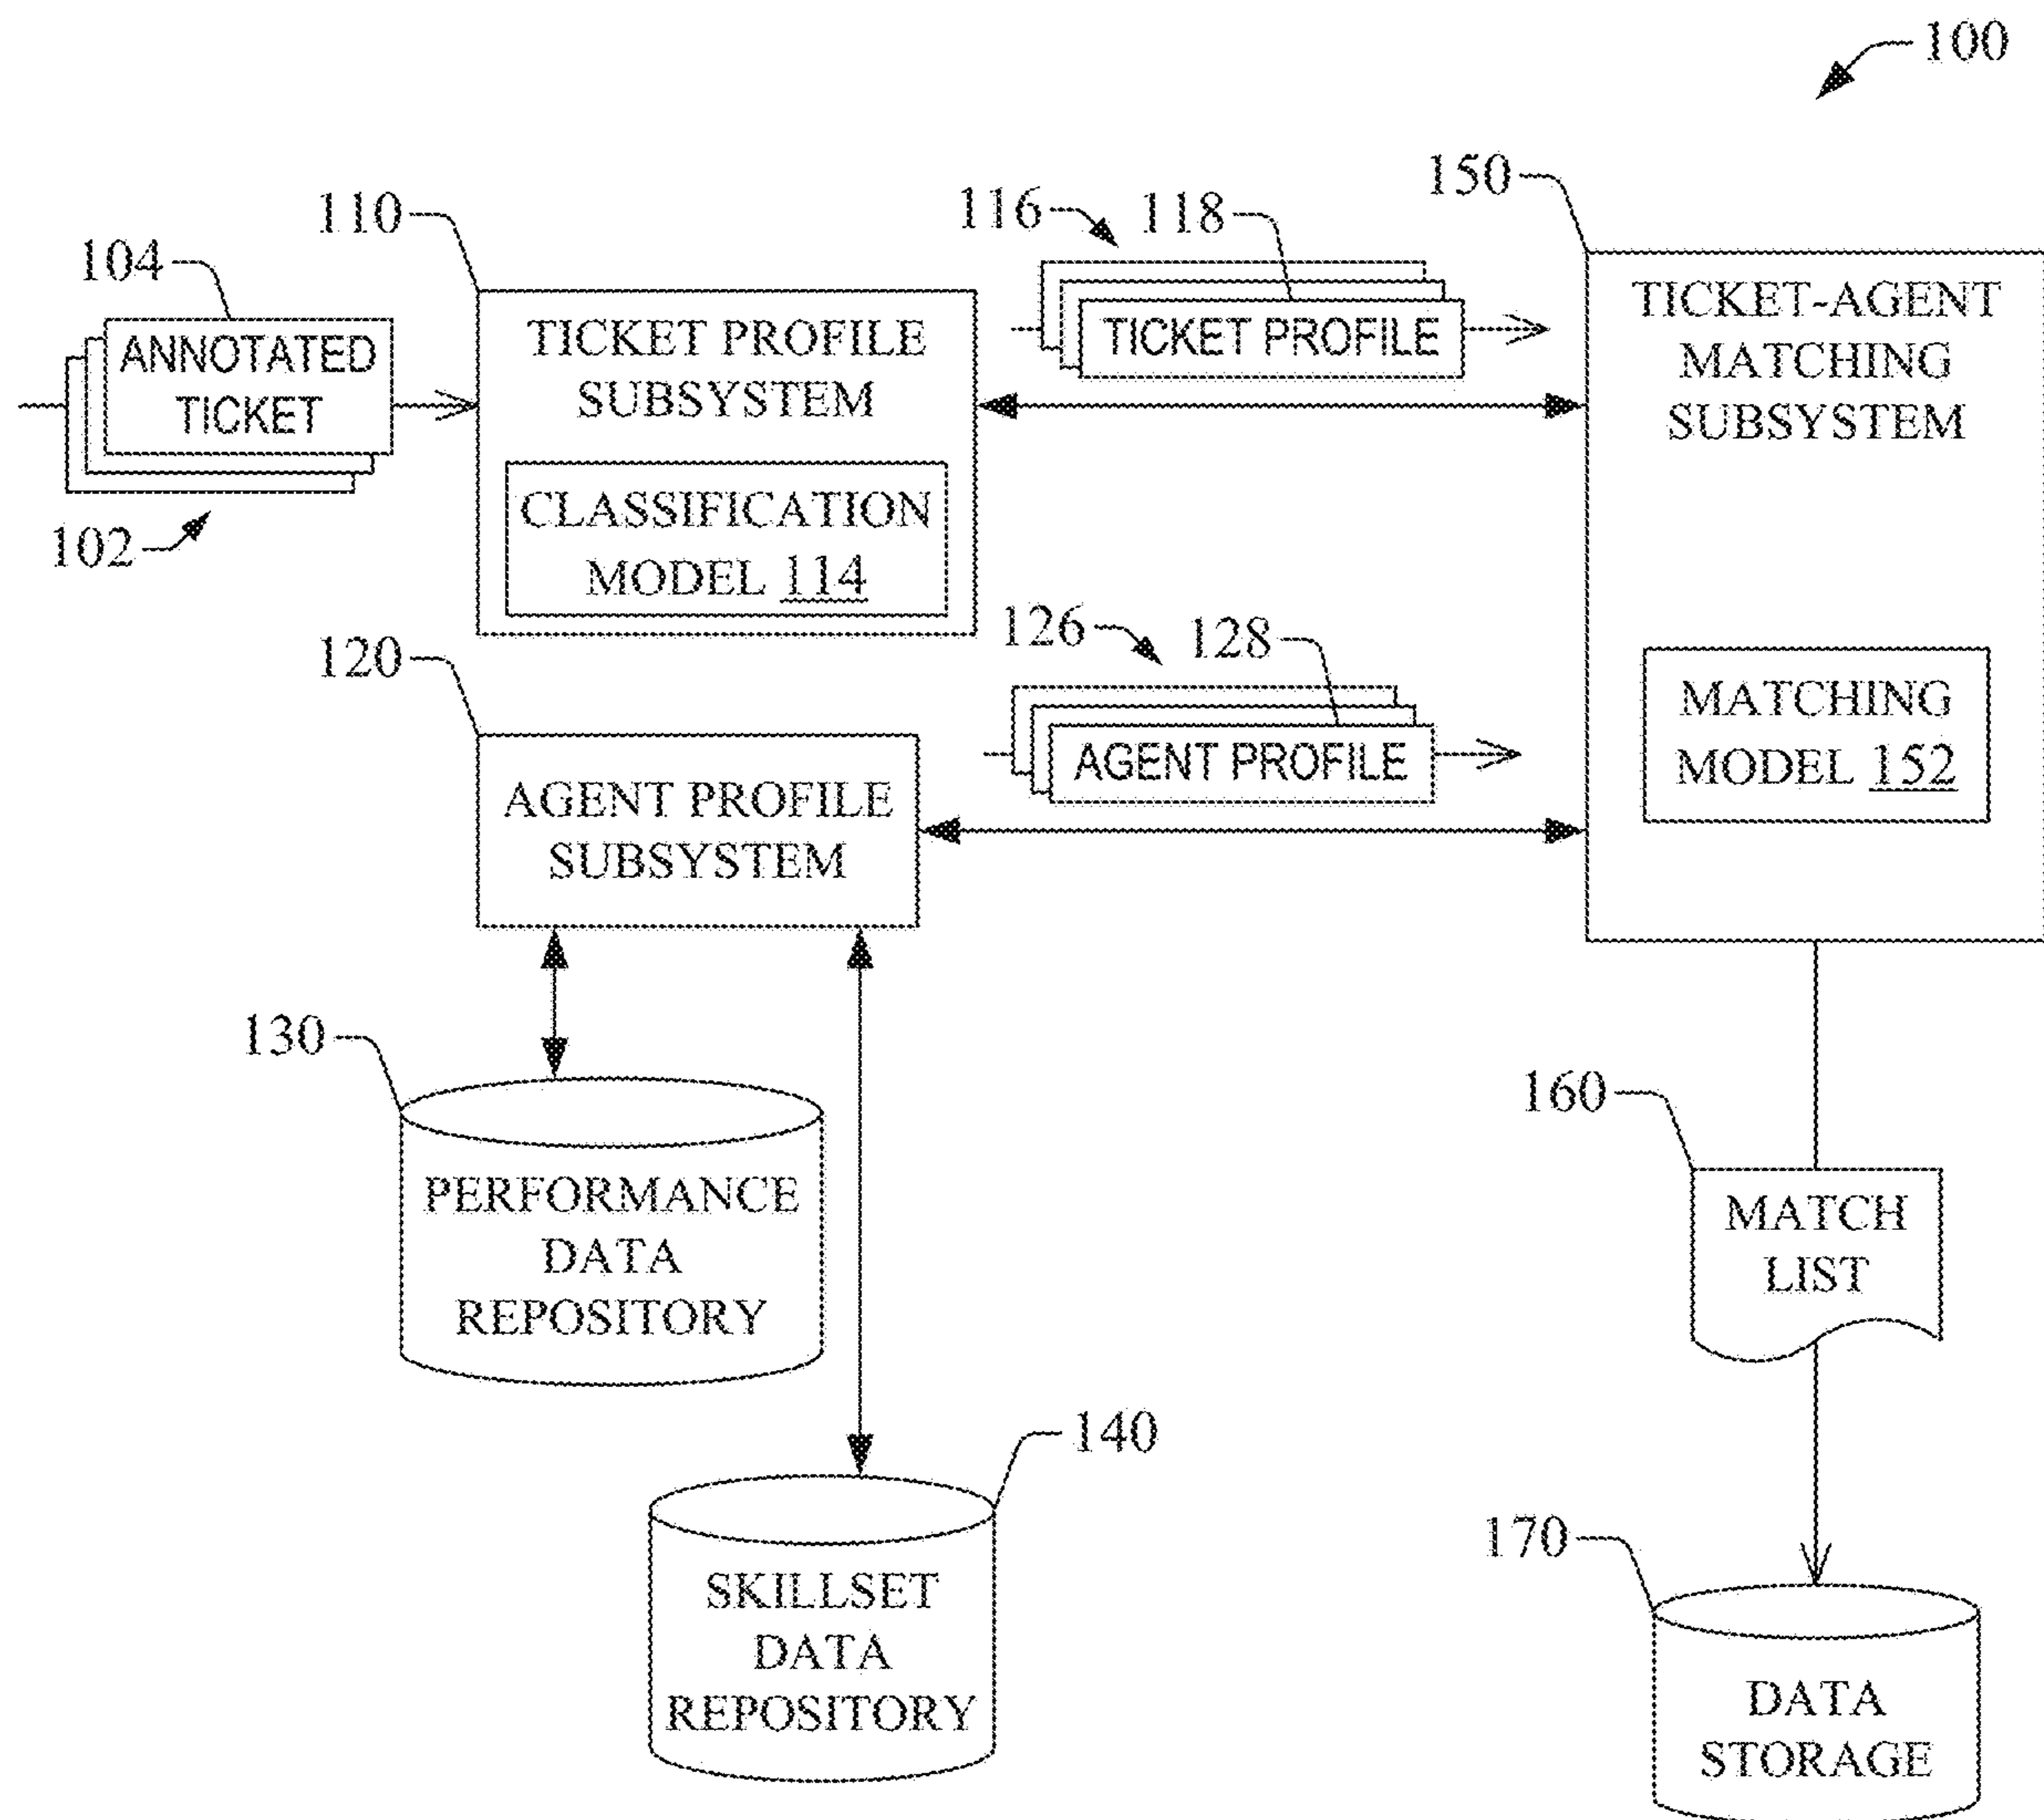 100
150
110
116
118
104
TICKET-AGENT
MATCHING
SUBSYSTEM
TICKET PROFILE
SUBSYSTEM
TICKET PROFILE
ANNOTATED
TICKET
CLASSIFICATION
MODEL 114
102
126
128
120
MATCHING
MODEL 152
AGENT PROFILE
AGENT PROFILE
SUBSYSTEM
130
160
PERFORMANCE
DATA
REPOSITORY
MATCH
LIST
140
170
SKILLSET
DATA
REPOSITORY
DATA
STORAGE